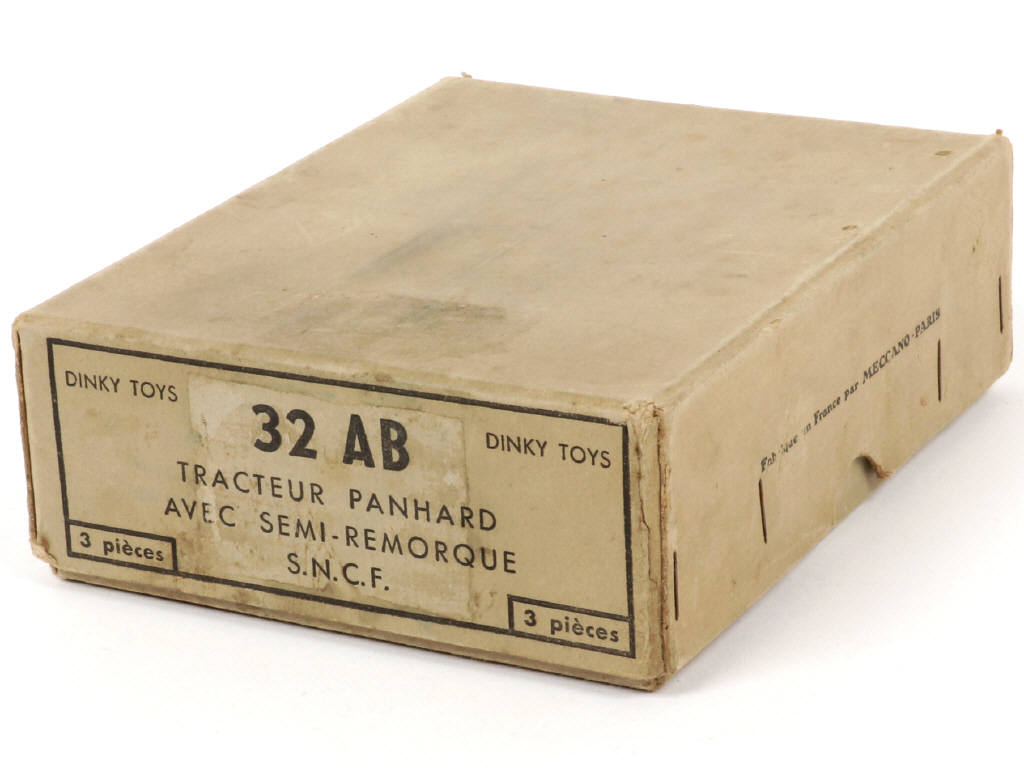 DINKY TOYS
32 AB
DINKY TOYS
TRACTEUR PANHARD
AVEC SEMI-REMORQUE
S.N.C.F.
3 pièces
3 pièces
France par MECCANO-PARIS